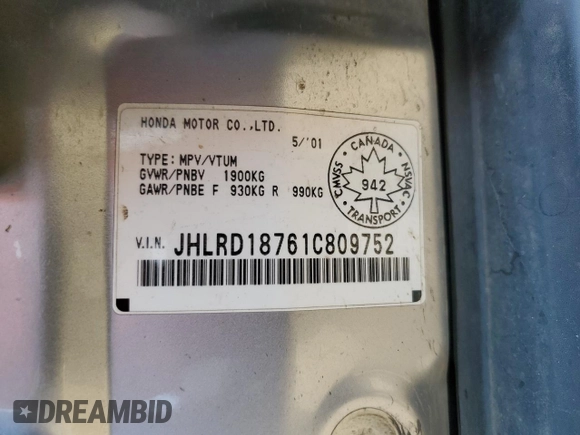 HONDA MOTOR CO.,LTD.
5/'01
TYPE: MPV/VTUM
GVWR/PNBV 1900KG
GAWR/PNBE F 930KG R 990KG
CANADA
CMVSS
942
NSVAC
TRANSPORT
V.I.N. JHLRD18761C809752
DREAMBID